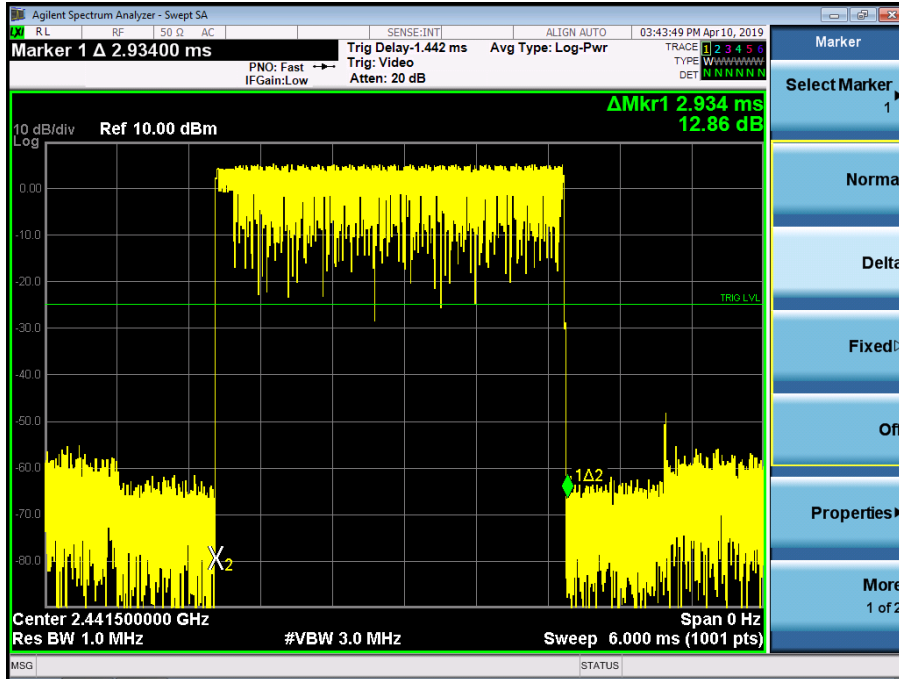 Agilent Spectrum Analyzer - Swept SA
LXI RL RF 50 Ω AC SENSE:INT ALIGN AUTO 03:43:49 PM Apr 10, 2019
Marker 1 Δ 2.93400 ms
PNO: Fast
IFGain:Low
Trig Delay-1.442 ms
Trig: Video
Atten: 20 dB
Avg Type: Log-Pwr
TRACE 1 2 3 4 5 6
TYPE WWWWWW
DET N N N N N N
ΔMkr1 2.934 ms
12.86 dB
10 dB/div Ref 10.00 dBm
Log
0.00
-10.0
-20.0
TRIG LVL
-30.0
-40.0
-50.0
-60.0
1Δ2
-70.0
-80.0
X2
Center 2.441500000 GHz Span 0 Hz
Res BW 1.0 MHz #VBW 3.0 MHz Sweep 6.000 ms (1001 pts)
MSG STATUS
Marker
Select Marker
1
Norma
Delta
Fixed
Off
Properties
More
1 of 2